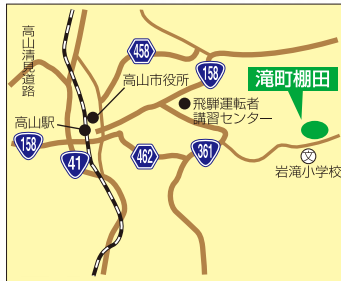 高山清見道路
458
158
高山市役所
滝町棚田
飛騨運転者
講習センター
高山駅
158
41
462
361
文
岩滝小学校